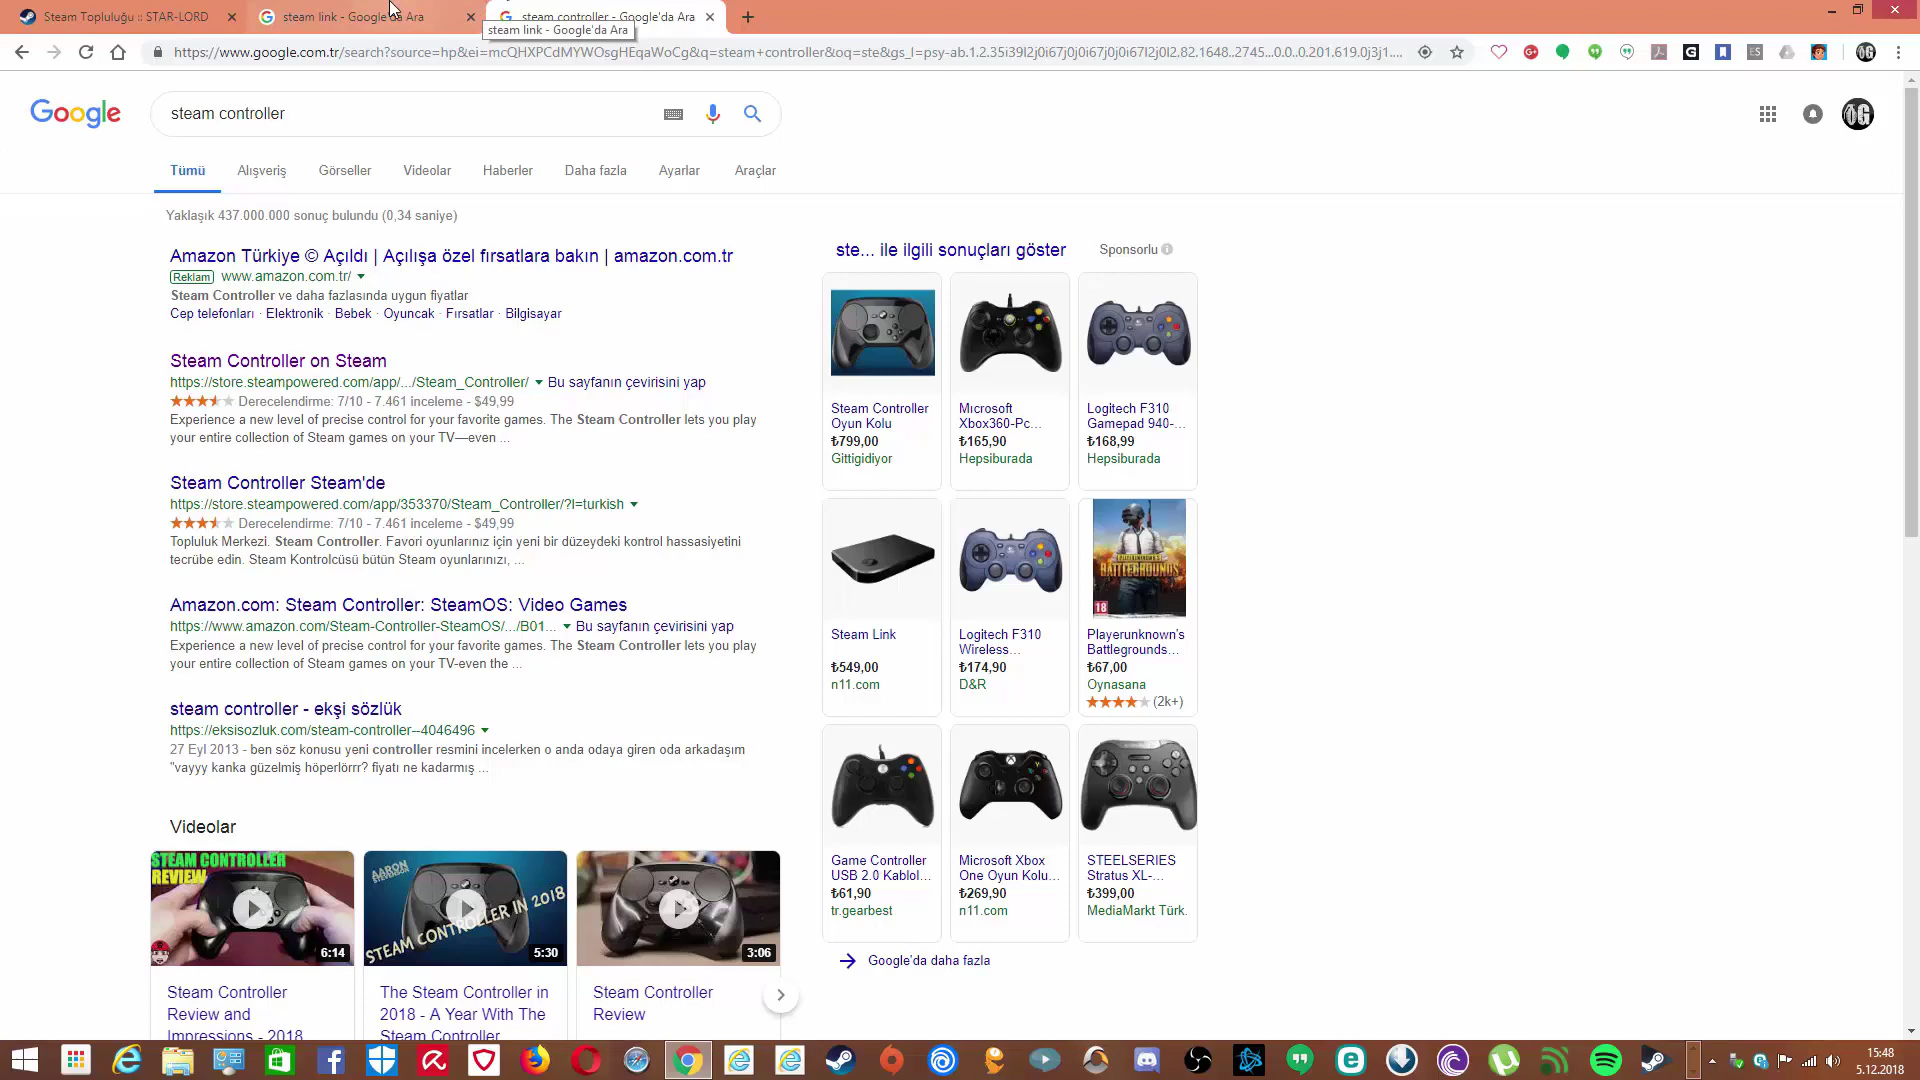 Steam Topluluğu :: STAR-LORD
steam link - Google'da Ara
steam controller - Google'da Ara
steam link - Google'da Ara
https://www.google.com.tr/search?source=hp&ei=mcQHXPCdMYWOsgHEqaWoCg&q=steam+controller&oq=ste&gs_l=psy-ab.1.2.35i39l2j0i67j0j0i67j0j0i67l2j0l2.82.1648..2745...0.0..0.201.619.0j3j1....
Google
steam controller
Tümü
Alışveriş
Görseller
Videolar
Haberler
Daha fazla
Ayarlar
Araçlar
Yaklaşık 437.000.000 sonuç bulundu (0,34 saniye)
Amazon Türkiye © Açıldı | Açılışa özel fırsatlara bakın | amazon.com.tr
Reklam www.amazon.com.tr/
Steam Controller ve daha fazlasında uygun fiyatlar
Cep telefonları · Elektronik · Bebek · Oyuncak · Fırsatlar · Bilgisayar
Steam Controller on Steam
https://store.steampowered.com/app/.../Steam_Controller/ Bu sayfanın çevirisini yap
Derecelendirme: 7/10 - 7.461 inceleme - $49,99
Experience a new level of precise control for your favorite games. The Steam Controller lets you play
your entire collection of Steam games on your TV—even ...
Steam Controller Steam'de
https://store.steampowered.com/app/353370/Steam_Controller/?l=turkish
Derecelendirme: 7/10 - 7.461 inceleme - $49,99
Topluluk Merkezi. Steam Controller. Favori oyunlarınız için yeni bir düzeydeki kontrol hassasiyetini
tecrübe edin. Steam Kontrolcüsü bütün Steam oyunlarınızı, ...
Amazon.com: Steam Controller: SteamOS: Video Games
https://www.amazon.com/Steam-Controller-SteamOS/.../B01... Bu sayfanın çevirisini yap
Experience a new level of precise control for your favorite games. The Steam Controller lets you play
your entire collection of Steam games on your TV-even the ...
steam controller - ekşi sözlük
https://eksisozluk.com/steam-controller--4046496
27 Eyl 2013 - ben söz konusu yeni controller resmini incelerken o anda odaya giren oda arkadaşım
"vayyy kanka güzelmiş höperlörrr? fiyatı ne kadarmış ...
Videolar
STEAM CONTROLLER
REVIEW
6:14
AARON
STEVENSON
STEAM CONTROLLER IN 2018
5:30
3:06
Steam Controller
Review and
Impressions - 2018
The Steam Controller in
2018 - A Year With The
Steam Controller
Steam Controller
Review
ste... ile ilgili sonuçları göster
Sponsorlu
Steam Controller
Oyun Kolu
₺799,00
Gittigidiyor
Microsoft
Xbox360-Pc...
₺165,90
Hepsiburada
Logitech F310
Gamepad 940-...
₺168,99
Hepsiburada
Steam Link
₺549,00
n11.com
Logitech F310
Wireless...
₺174,90
D&R
BATTLEGROUNDS
18
Playerunknown's
Battlegrounds...
₺67,00
Oynasana
(2k+)
Game Controller
USB 2.0 Kablol...
₺61,90
tr.gearbest
Microsoft Xbox
One Oyun Kolu...
₺269,90
n11.com
STEELSERIES
Stratus XL-...
₺399,00
MediaMarkt Türk.
Google'da daha fazla
15:48
5.12.2018